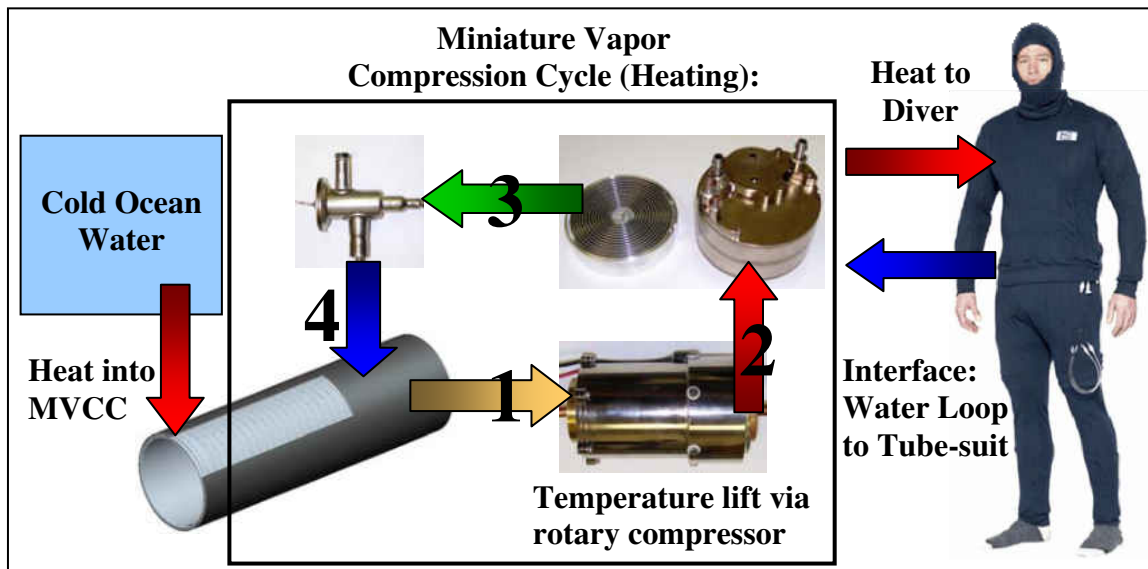 Miniature Vapor
Compression Cycle (Heating):
Heat to
Diver
Cold Ocean
Water
3
4
2
Heat into
MVCC
1
Interface:
Water Loop
to Tube-suit
Temperature lift via
rotary compressor